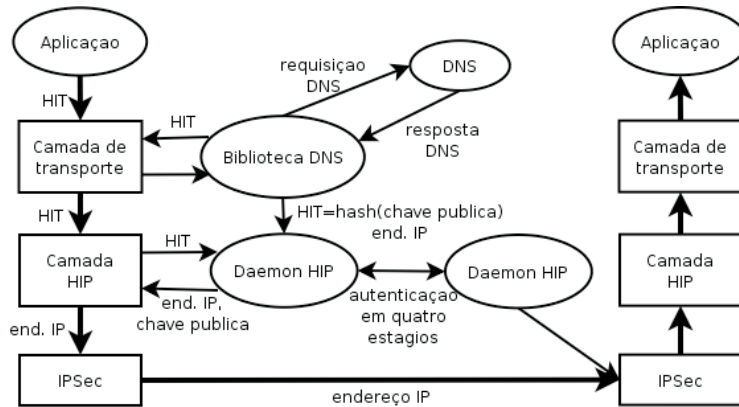 Aplicaçao
HIT
Camada de
transporte
HIT
Camada
HIP
end. IP
IPSec
requisiçao
DNS
DNS
HIT
Biblioteca DNS
resposta
DNS
HIT=hash(chave publica)
end. IP
HIT
Daemon HIP
end. IP,
chave publica
autenticaçao
em quatro
estagios
Daemon HIP
endereço IP
Aplicaçao
Camada de
transporte
Camada
HIP
IPSec